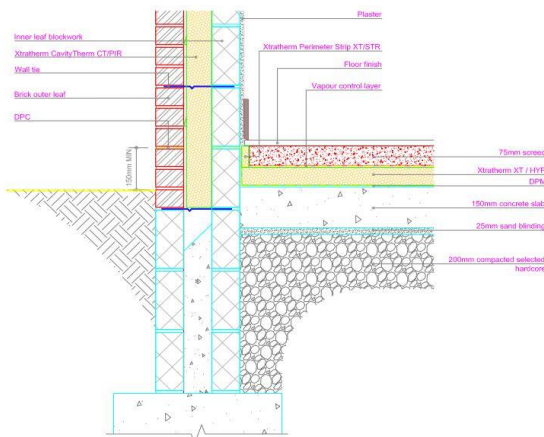 Plaster
Inner leaf blockwork
Xtratherm Perimeter Strip XT/STR
Xtratherm CavityTherm CT/PIR
Floor finish
Wall tie
Vapour control layer
Brick outer leaf
DPC
150mm MIN
75mm screed
Xtratherm XT / HYF
DPM
150mm concrete slab
25mm sand blinding
200mm compacted selected
hardcore